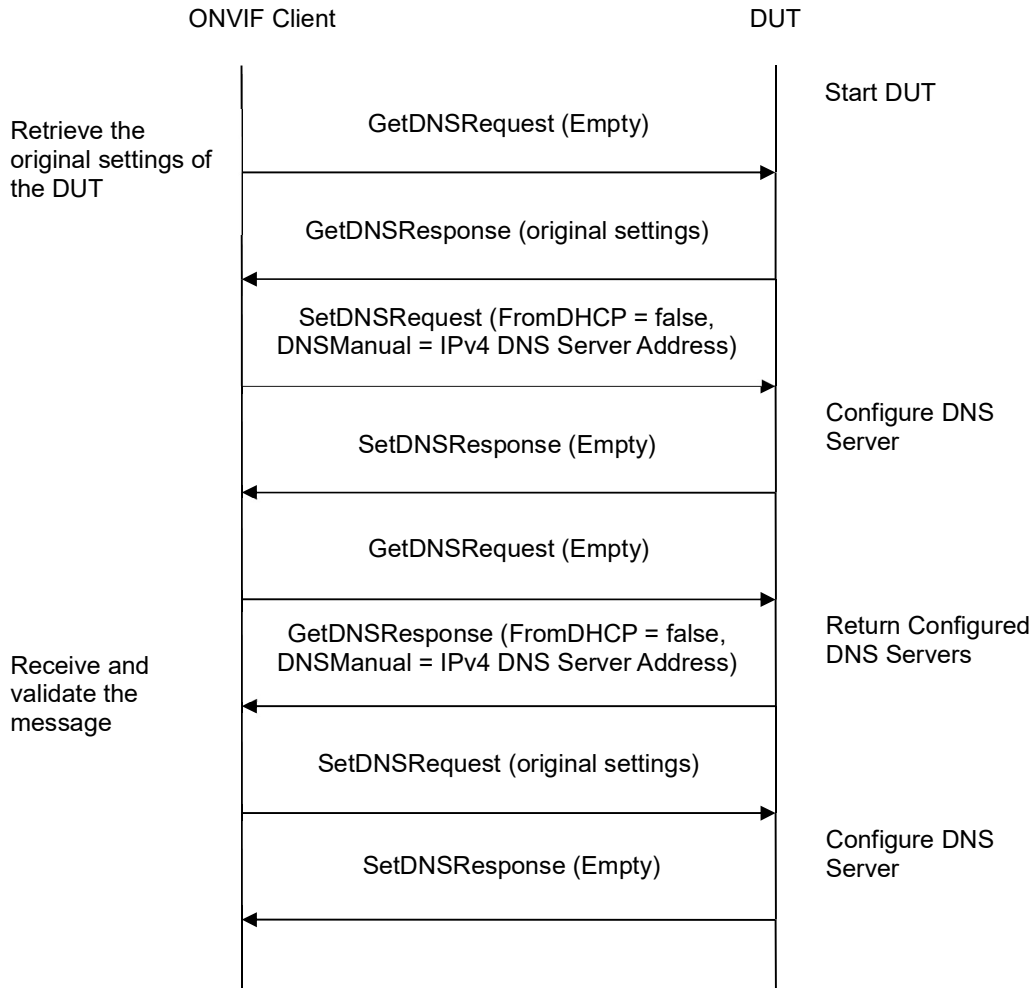 ONVIF Client
DUT
Start DUT
GetDNSRequest (Empty)
Retrieve the
original settings of
the DUT
GetDNSResponse (original settings)
SetDNSRequest (FromDHCP = false,
DNSManual = IPv4 DNS Server Address)
Configure DNS
Server
SetDNSResponse (Empty)
GetDNSRequest (Empty)
GetDNSResponse (FromDHCP = false,
DNSManual = IPv4 DNS Server Address)
Return Configured
DNS Servers
Receive and
validate the
message
SetDNSRequest (original settings)
Configure DNS
Server
SetDNSResponse (Empty)